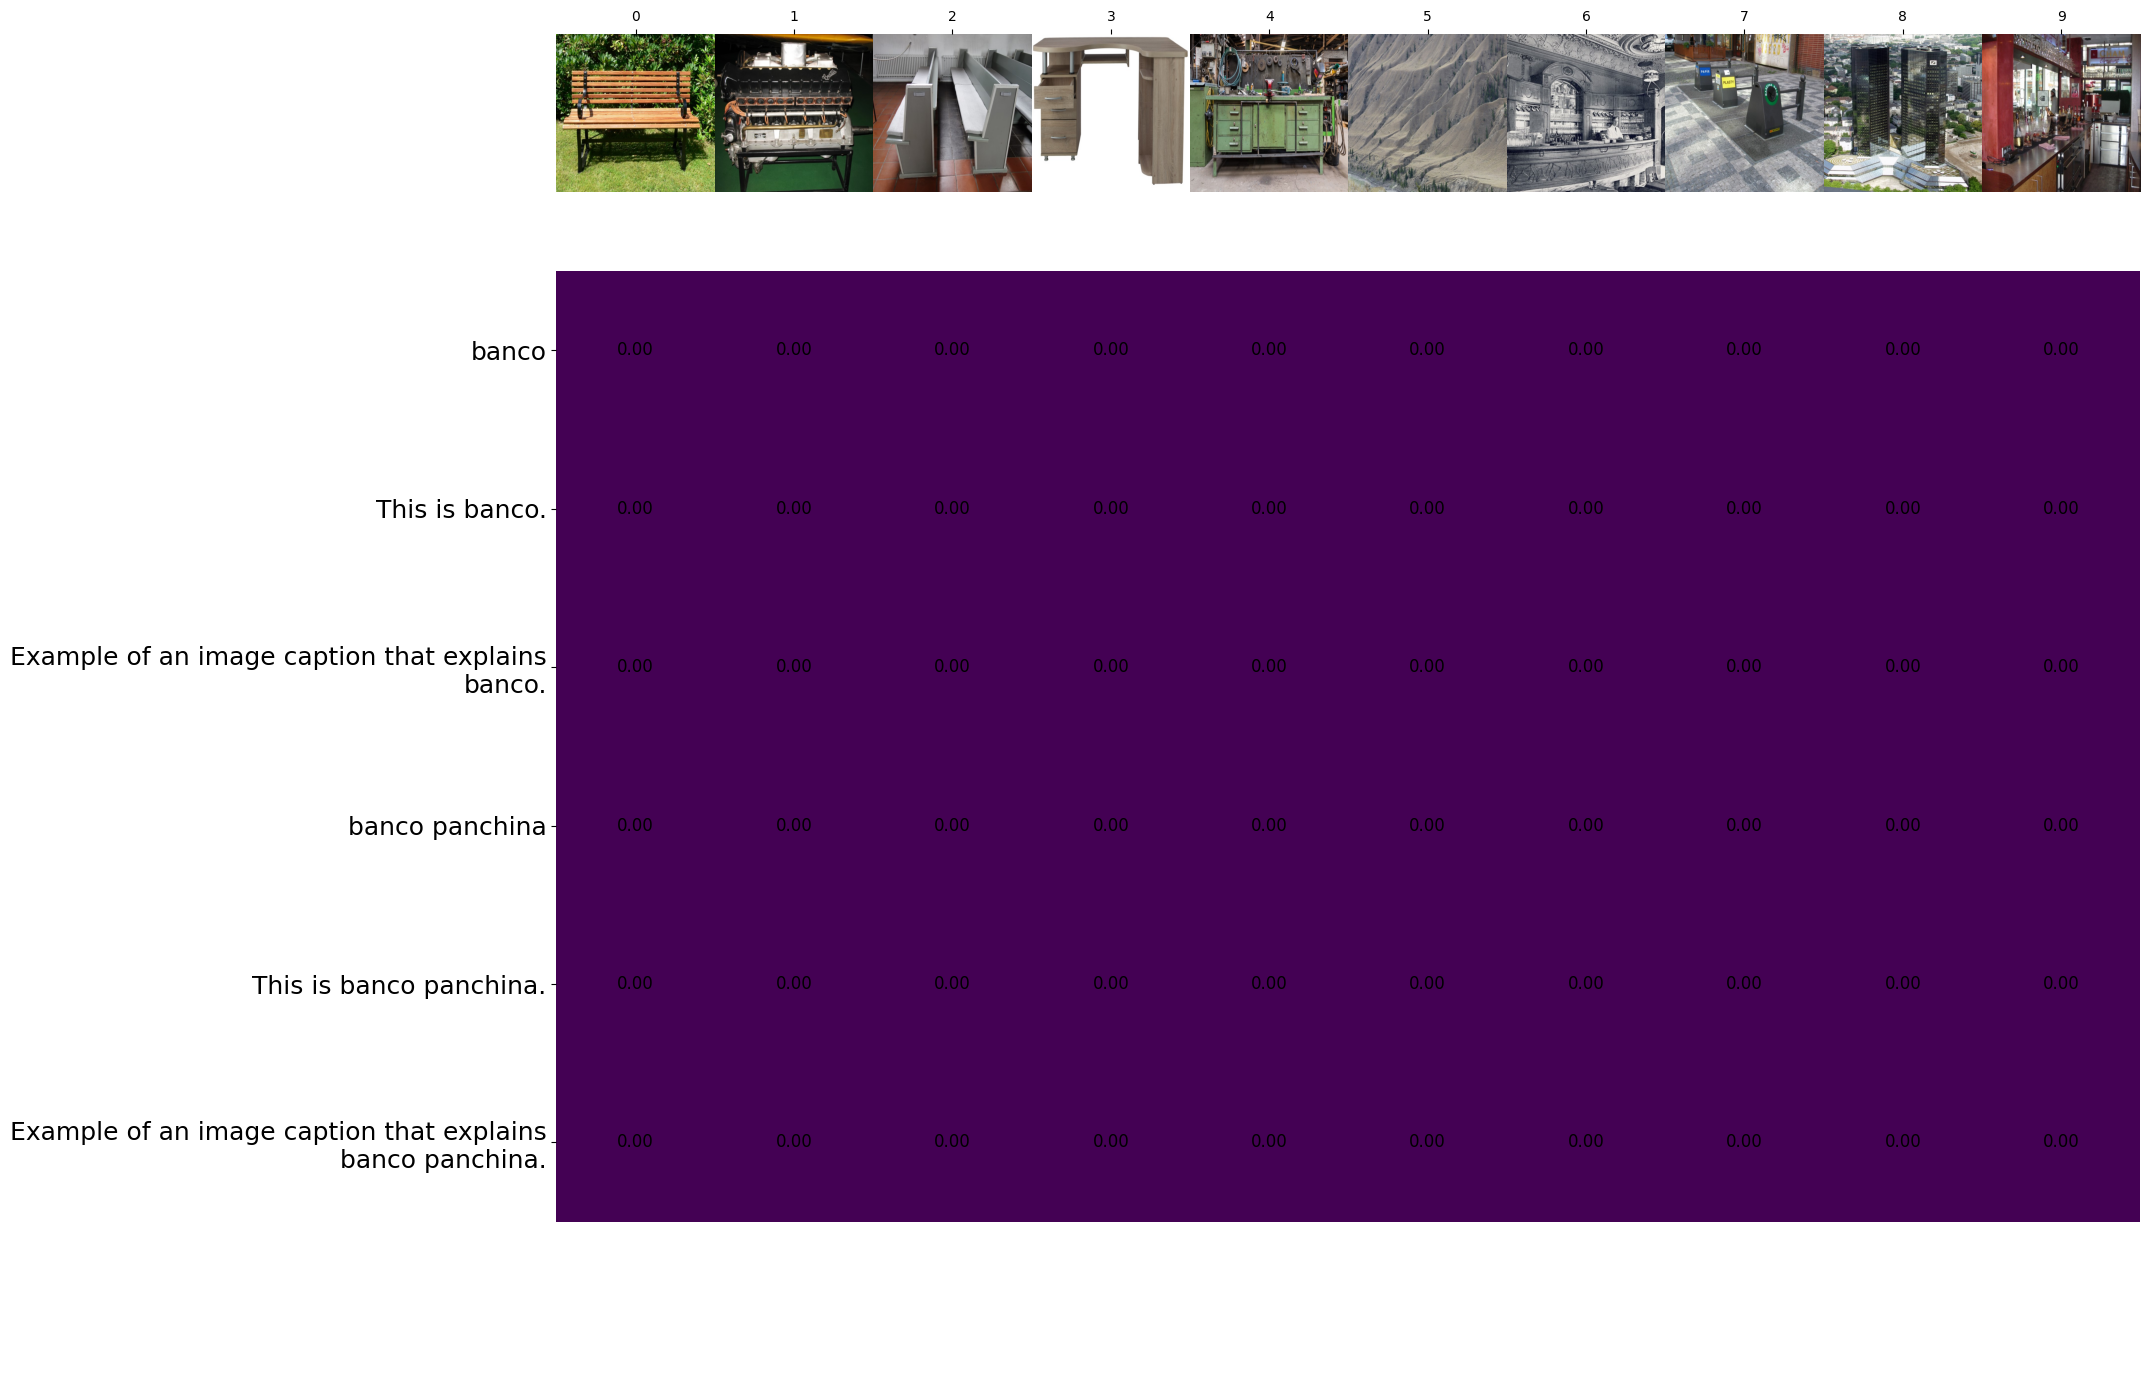 0 1 2 3 4 5 6 7 8 9
banco 0.00 0.00 0.00 0.00 0.00 0.00 0.00 0.00 0.00 0.00
This is banco. 0.00 0.00 0.00 0.00 0.00 0.00 0.00 0.00 0.00 0.00
Example of an image caption that explains
banco. 0.00 0.00 0.00 0.00 0.00 0.00 0.00 0.00 0.00 0.00
banco panchina 0.00 0.00 0.00 0.00 0.00 0.00 0.00 0.00 0.00 0.00
This is banco panchina. 0.00 0.00 0.00 0.00 0.00 0.00 0.00 0.00 0.00 0.00
Example of an image caption that explains
banco panchina. 0.00 0.00 0.00 0.00 0.00 0.00 0.00 0.00 0.00 0.00